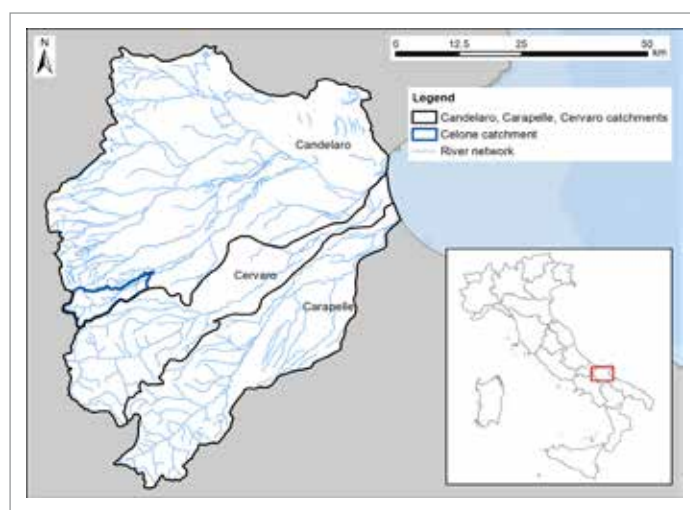 N
0 12.5 25 50
km
Legend
Candelaro, Carapelle, Cervaro catchments
Celone catchment
River network
Candelaro
Cervaro
Carapelle